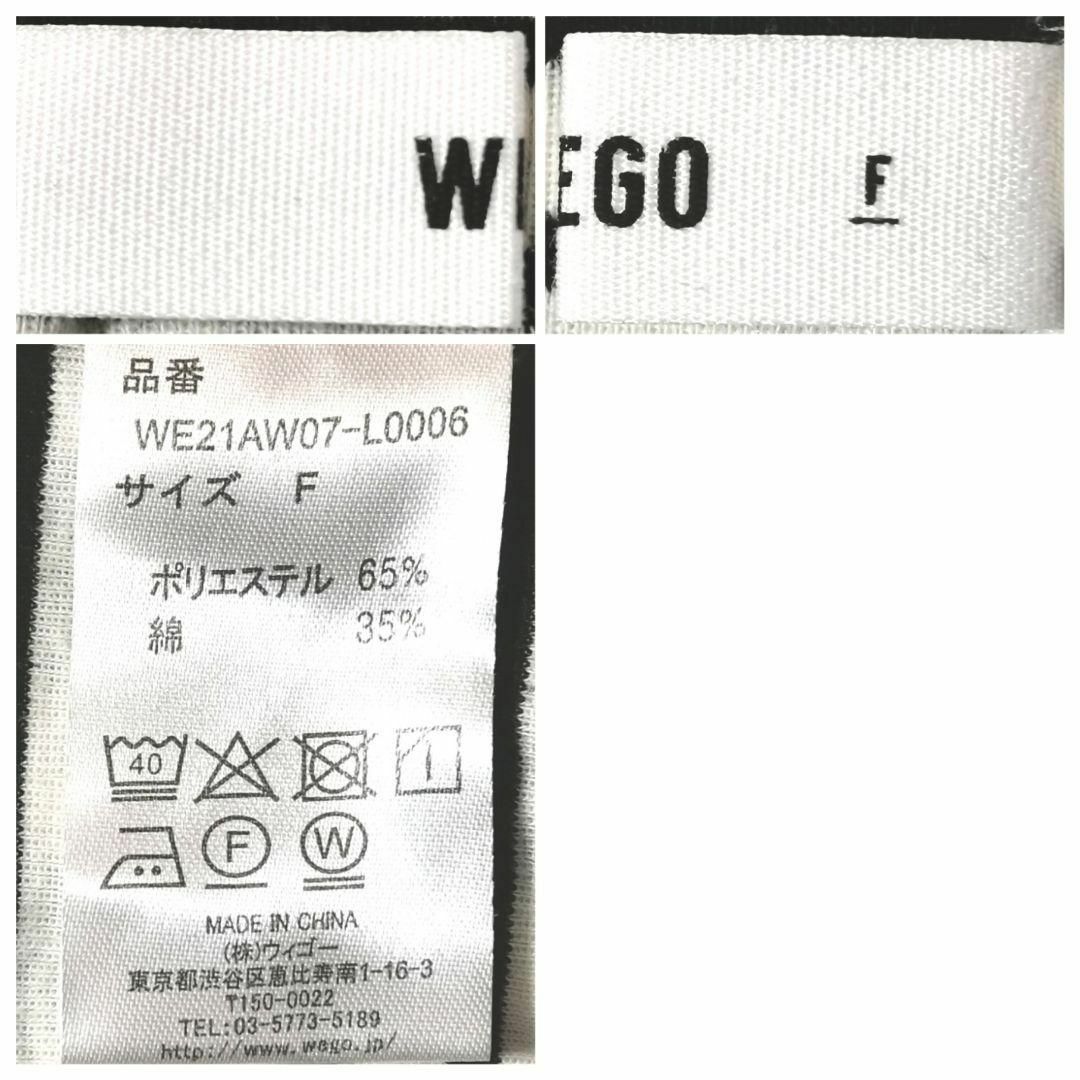 W
EGO F
品番
WE21AW07-L0006
サイズ F
ポリエステル 65%
綿 35%
40
F W
MADE IN CHINA
(株)ウィゴー
東京都渋谷区恵比寿南1-16-3
〒150-0022
TEL:03-5773-5189
http://www.wego.jp/